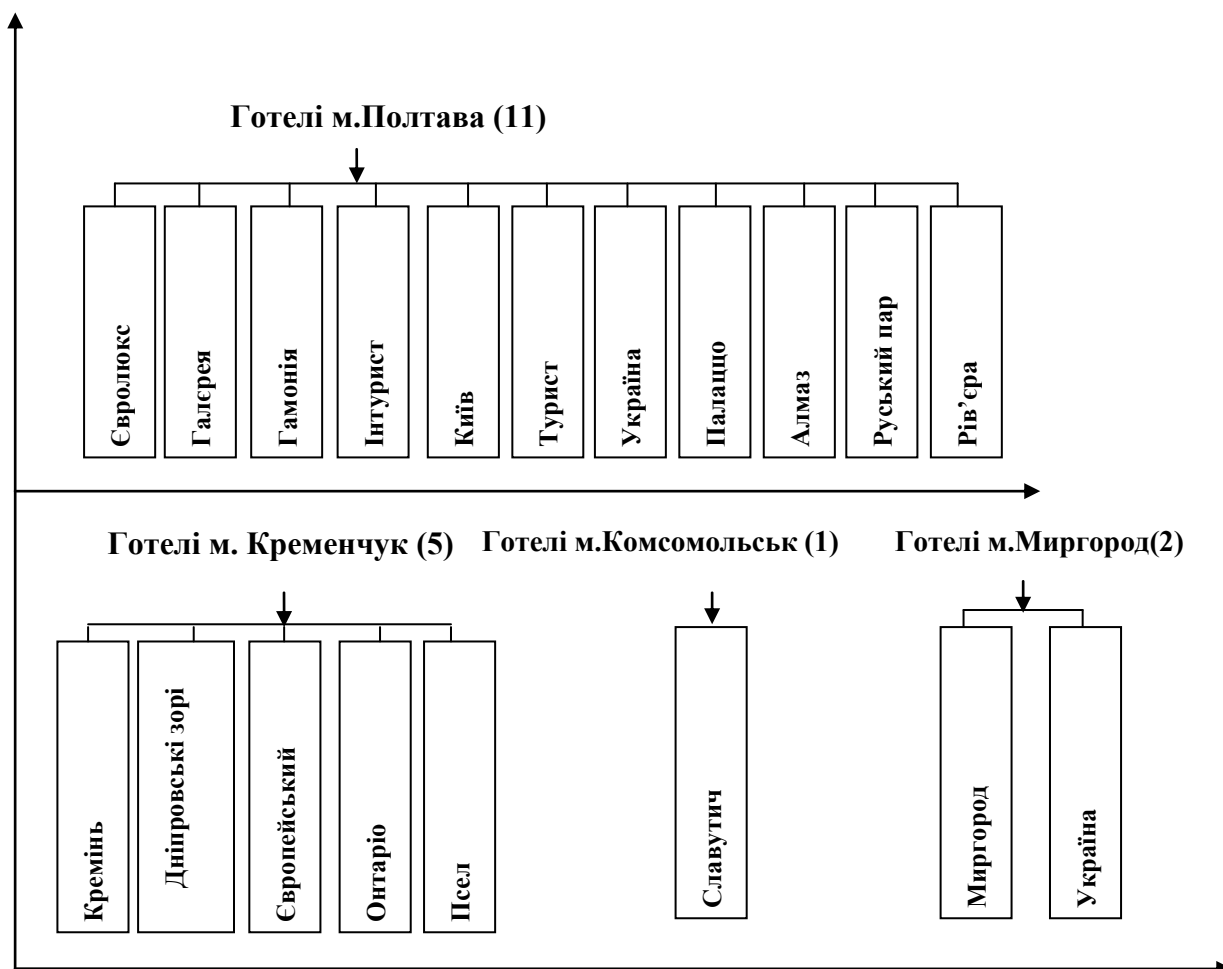 Готелі м.Полтава (11)
Євролюкс
Галєрея
Гамонія
Інтурист
Київ
Турист
Україна
Палаццо
Алмаз
Руський пар
Рів’єра
Готелі м. Кременчук (5)
Готелі м.Комсомольськ (1)
Готелі м.Миргород(2)
Кремінь
Дніпровські зорі
Європейський
Онтаріо
Псел
Славутич
Миргород
Україна